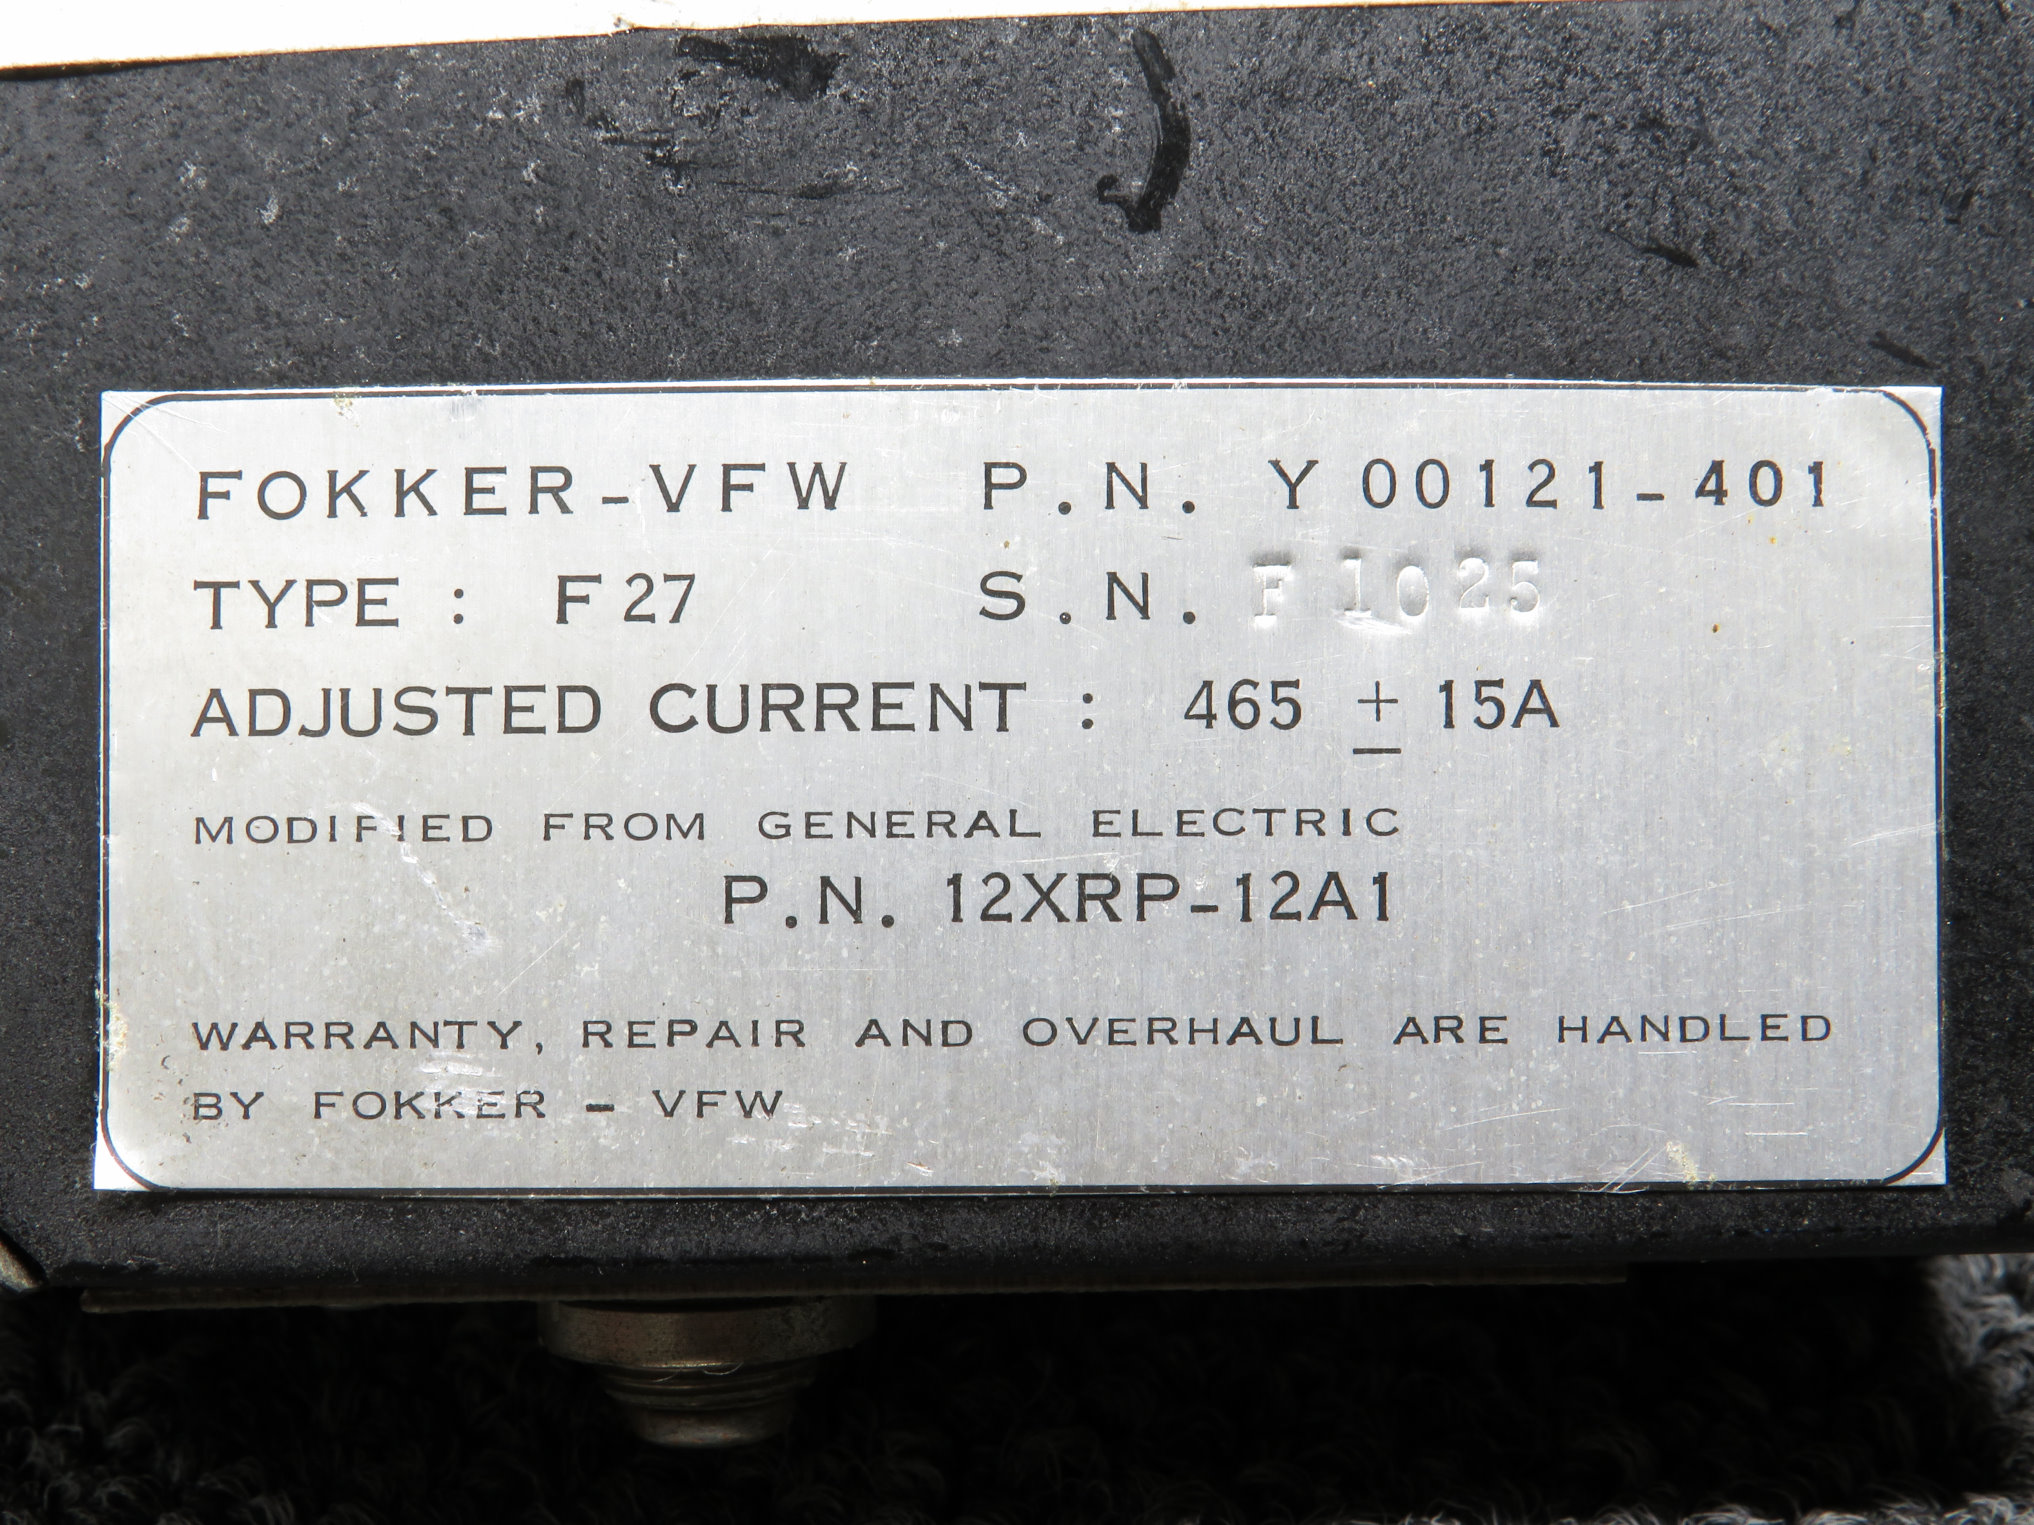 FOKKER-VFW P.N. Y 00121-401
TYPE : F27 S.N. F 1025
ADJUSTED CURRENT : 465 ± 15A
MODIFIED FROM GENERAL ELECTRIC
P.N. 12XRP-12A1
WARRANTY, REPAIR AND OVERHAUL ARE HANDLED
BY FOKKER - VFW